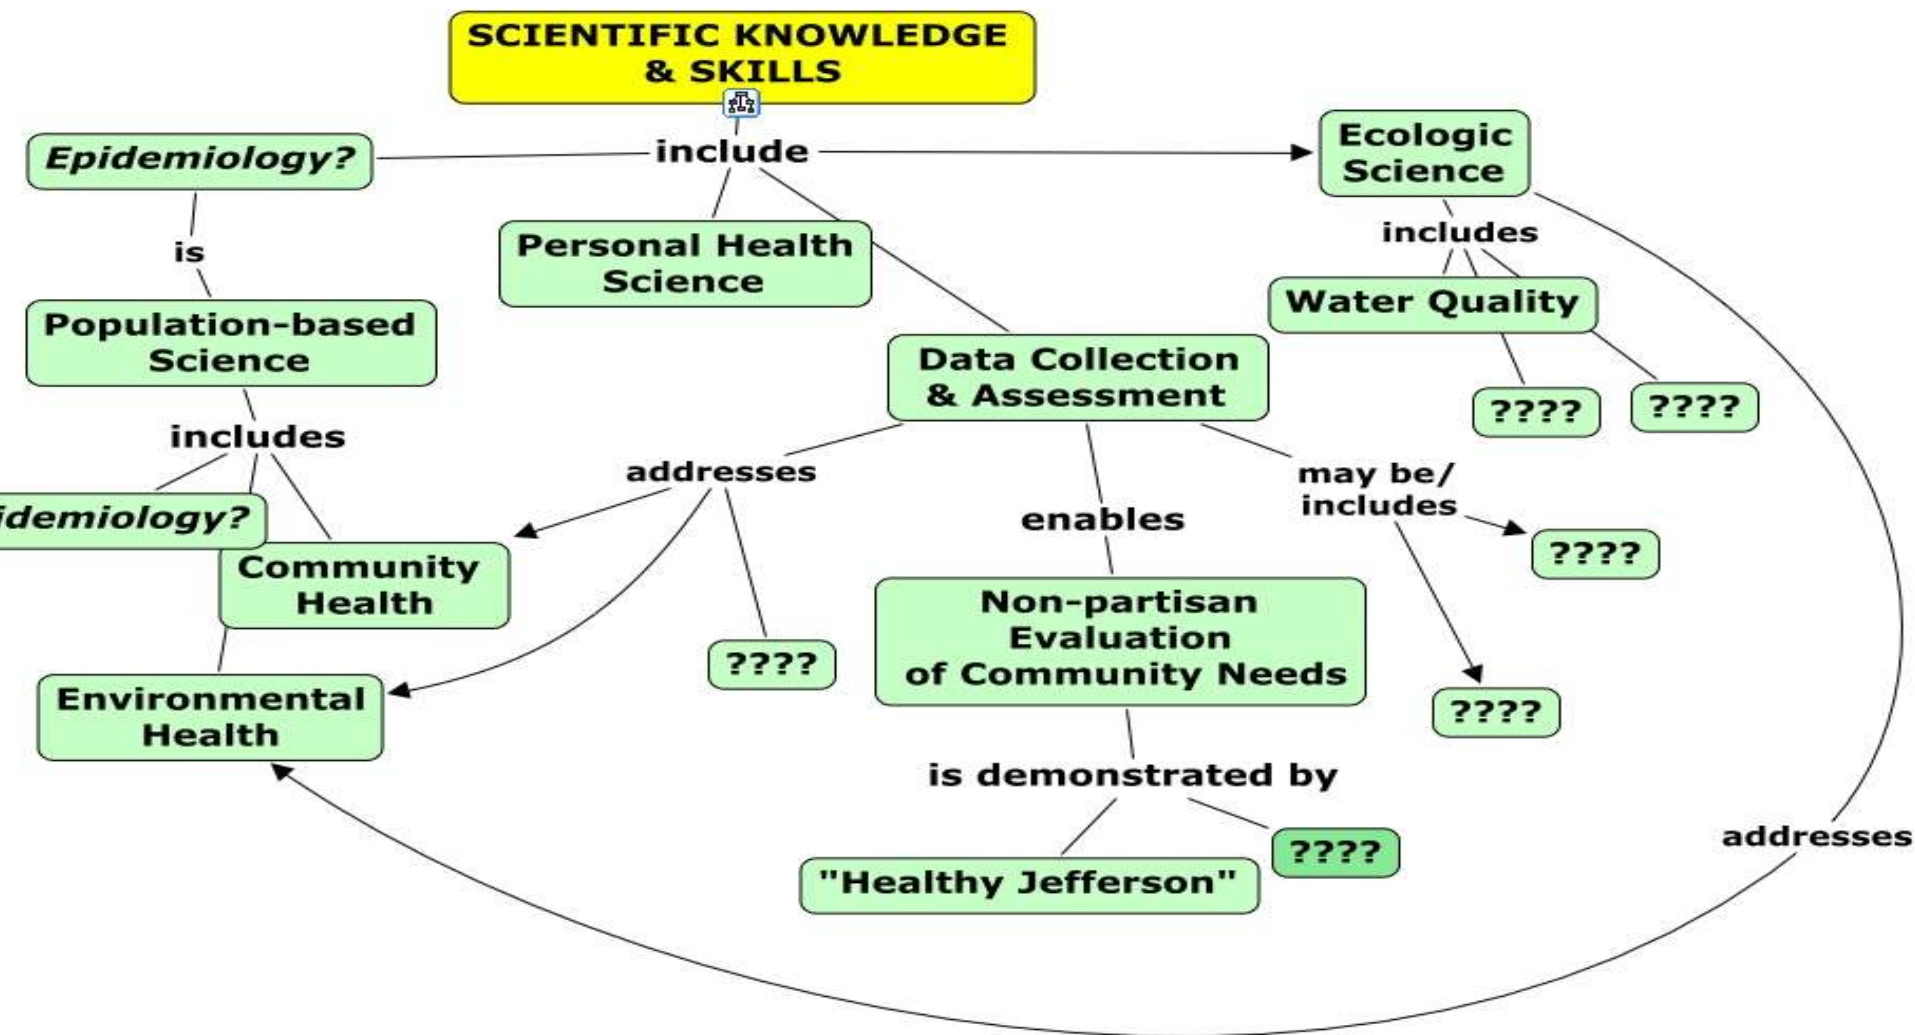 SCIENTIFIC KNOWLEDGE
& SKILLS
Epidemiology?
include
Ecologic
Science
is
Personal Health
Science
includes
Water Quality
Population-based
Science
Data Collection
& Assessment
????
????
includes
addresses
may be/
includes
idemiology?
enables
????
Community
Health
Non-partisan
Evaluation
of Community Needs
????
????
Environmental
Health
is demonstrated by
????
"Healthy Jefferson"
addresses